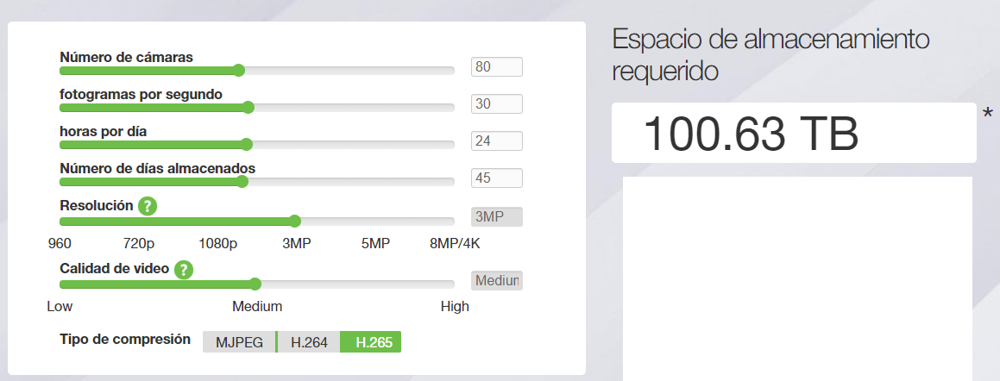 Número de cámaras
80
fotogramas por segundo
30
horas por día
24
Número de días almacenados
45
Resolución ?
3MP
960 720p 1080p 3MP 5MP 8MP/4K
Calidad de video ?
Medium
Low Medium High
Tipo de compresión MJPEG H.264 H.265
Espacio de almacenamiento
requerido
100.63 TB *